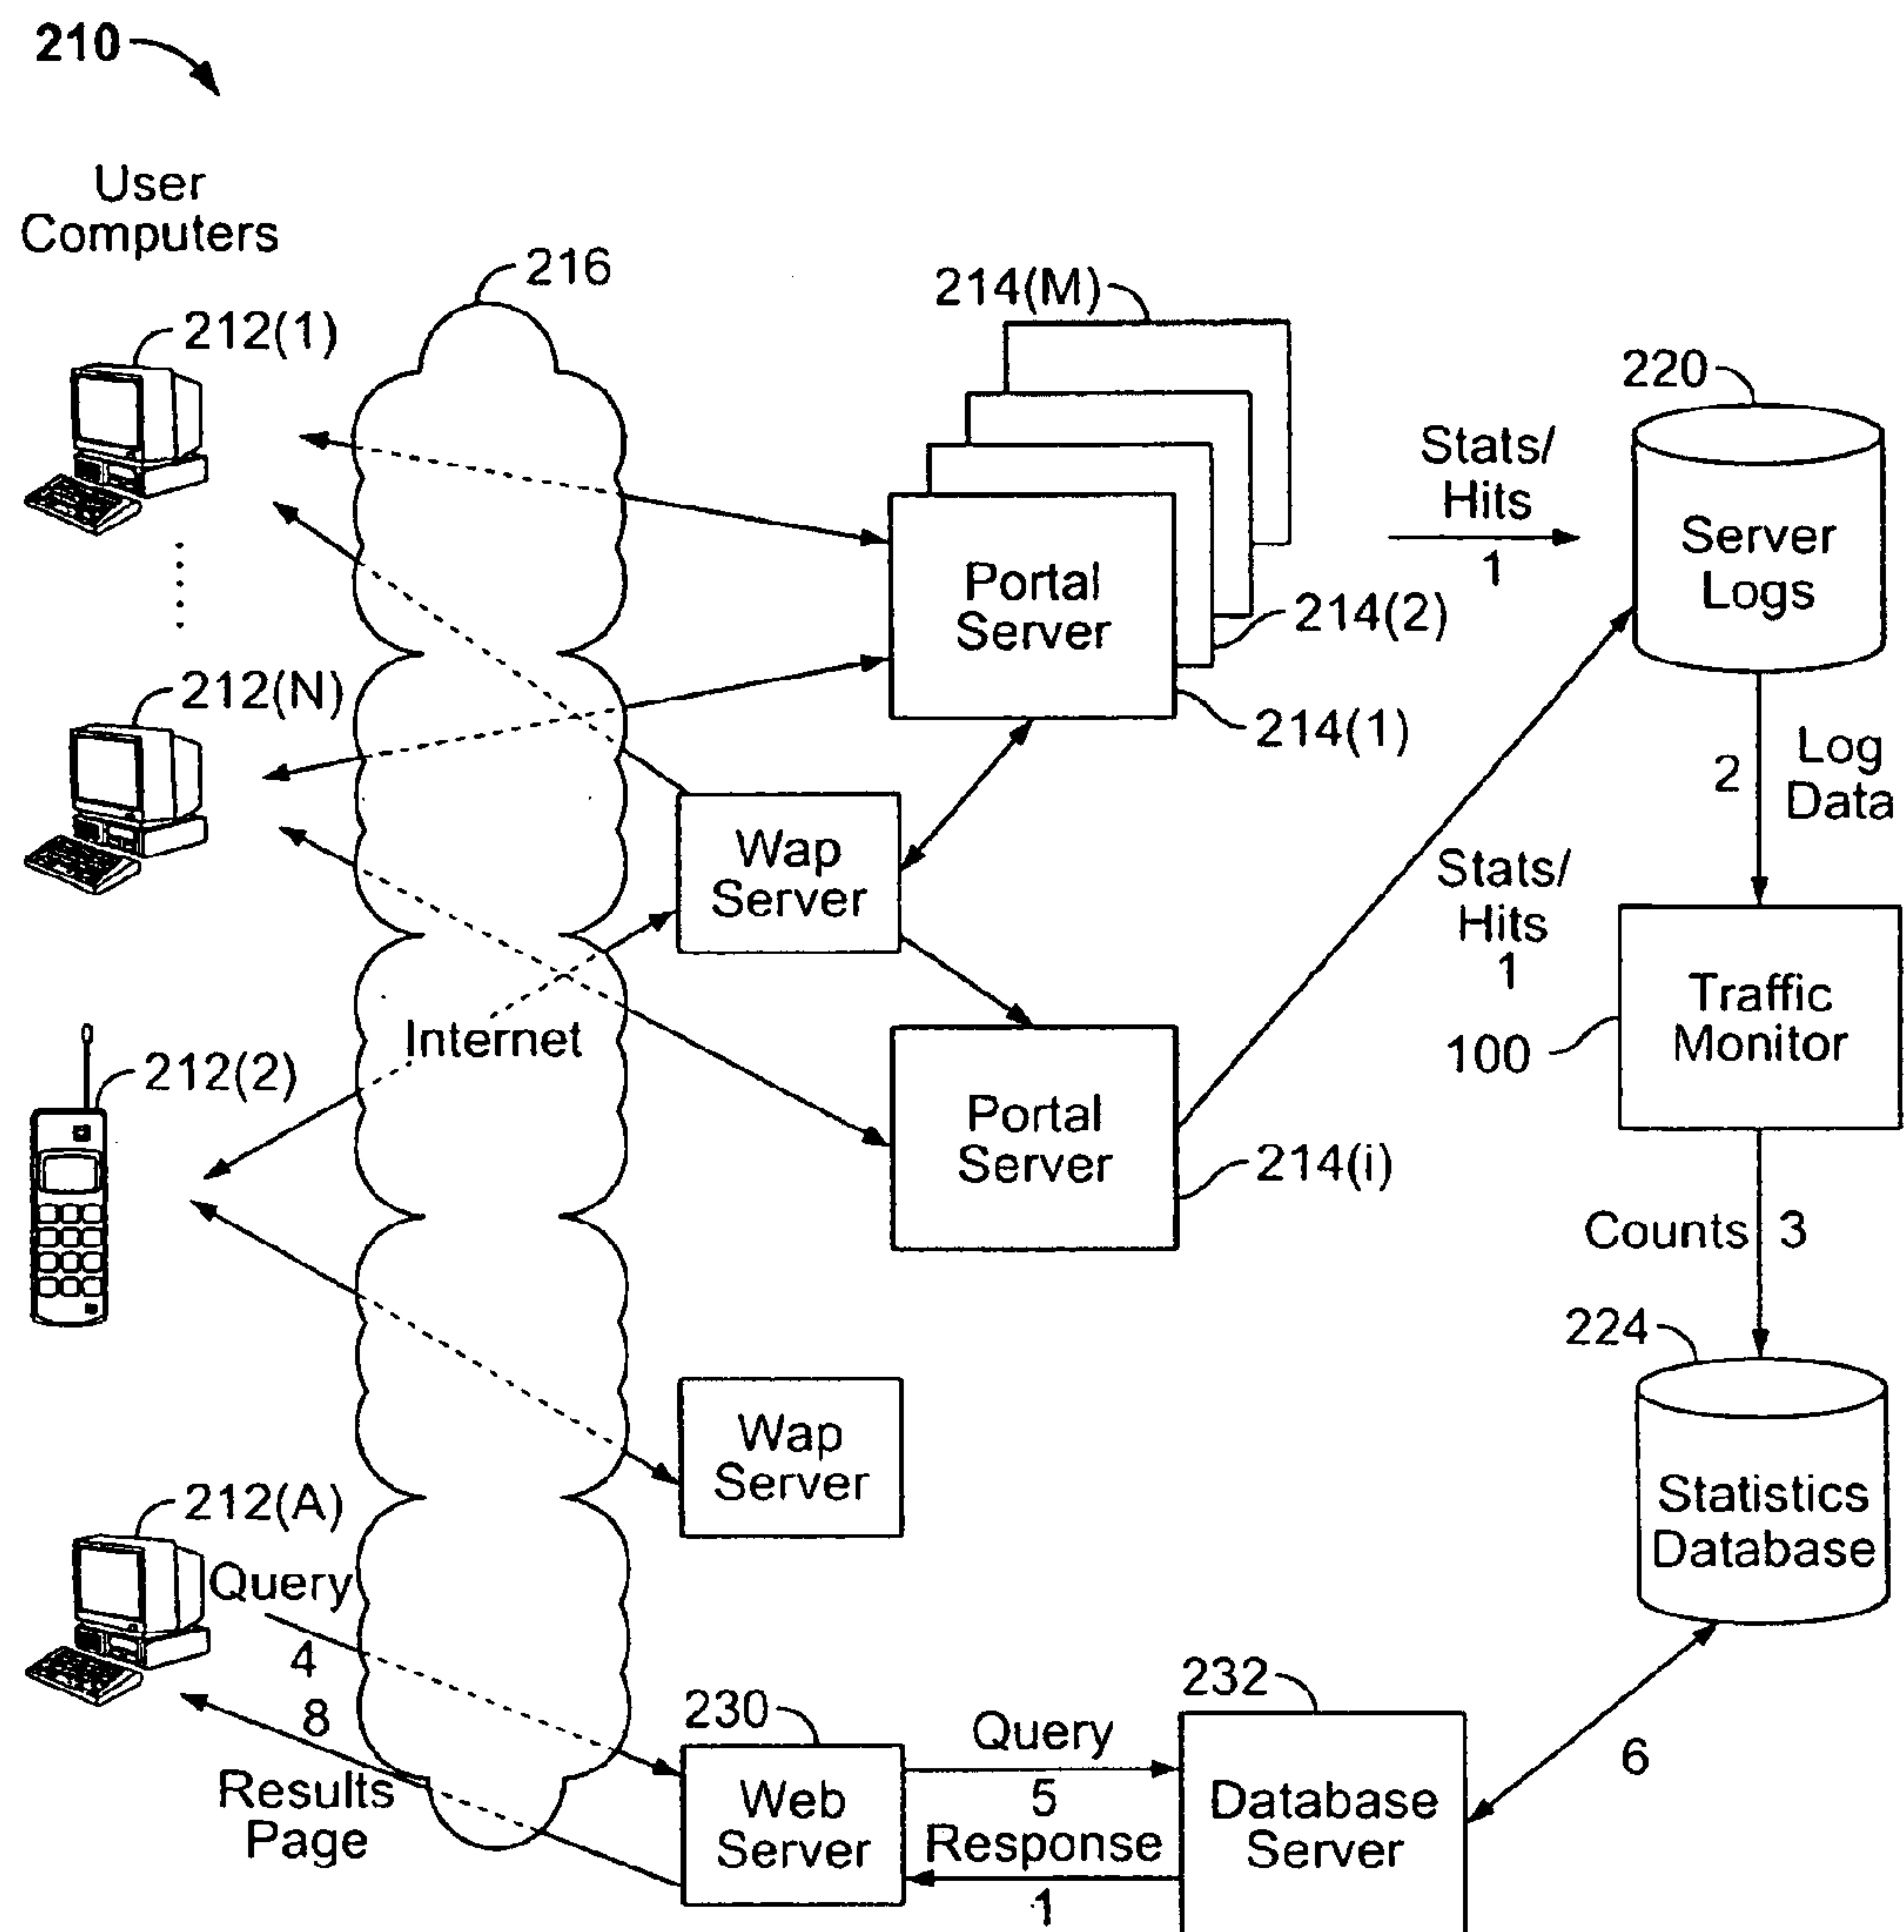 210
User
Computers
216
214(M)
212(1)
220
Stats/
Hits
1
Server
Logs
Portal
Server
214(2)
212(N)
214(1)
2
Log
Data
Wap
Server
Stats/
Hits
1
Traffic
Monitor
Internet
100
212(2)
Portal
Server
214(i)
Counts
3
224
Wap
Server
Statistics
Database
212(A)
Query
4
8
Results
Page
230
Query
5
Response
1
232
6
Web
Server
Database
Server